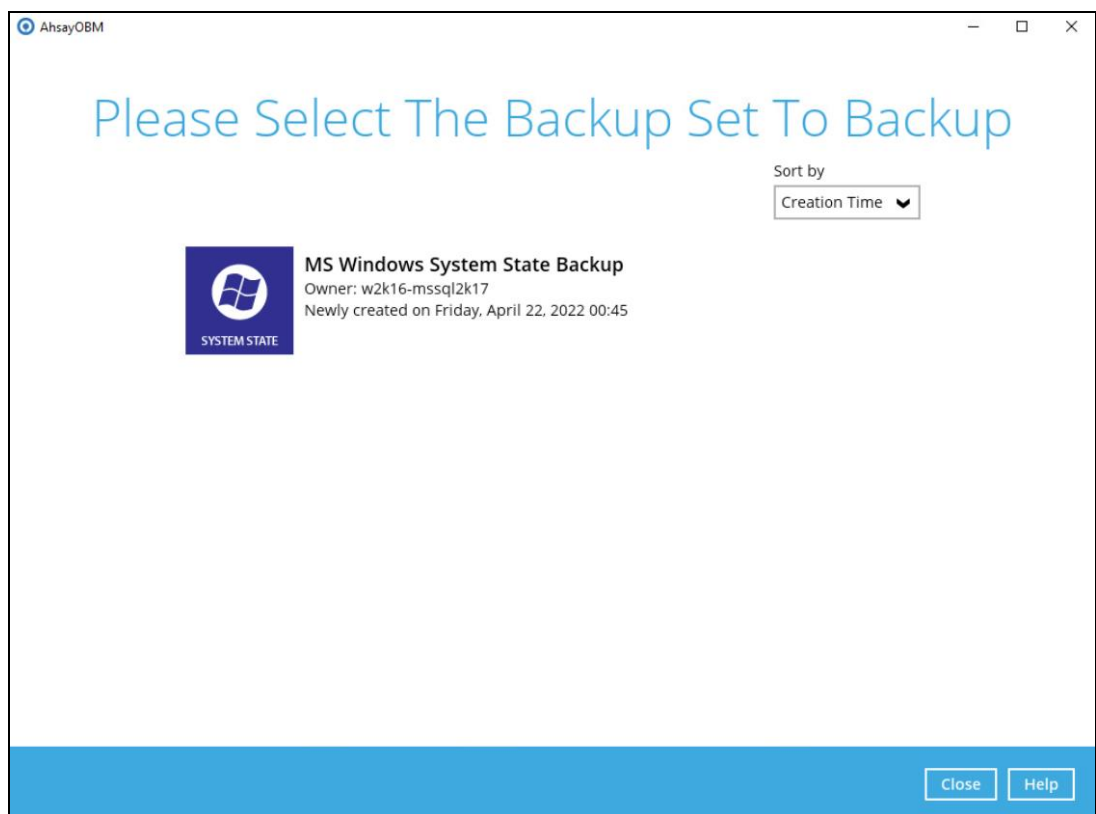 AhsayOBM
Please Select The Backup Set To Backup
Sort by
Creation Time
MS Windows System State Backup
Owner: w2k16-mssql2k17
Newly created on Friday, April 22, 2022 00:45
SYSTEM STATE
Close
Help